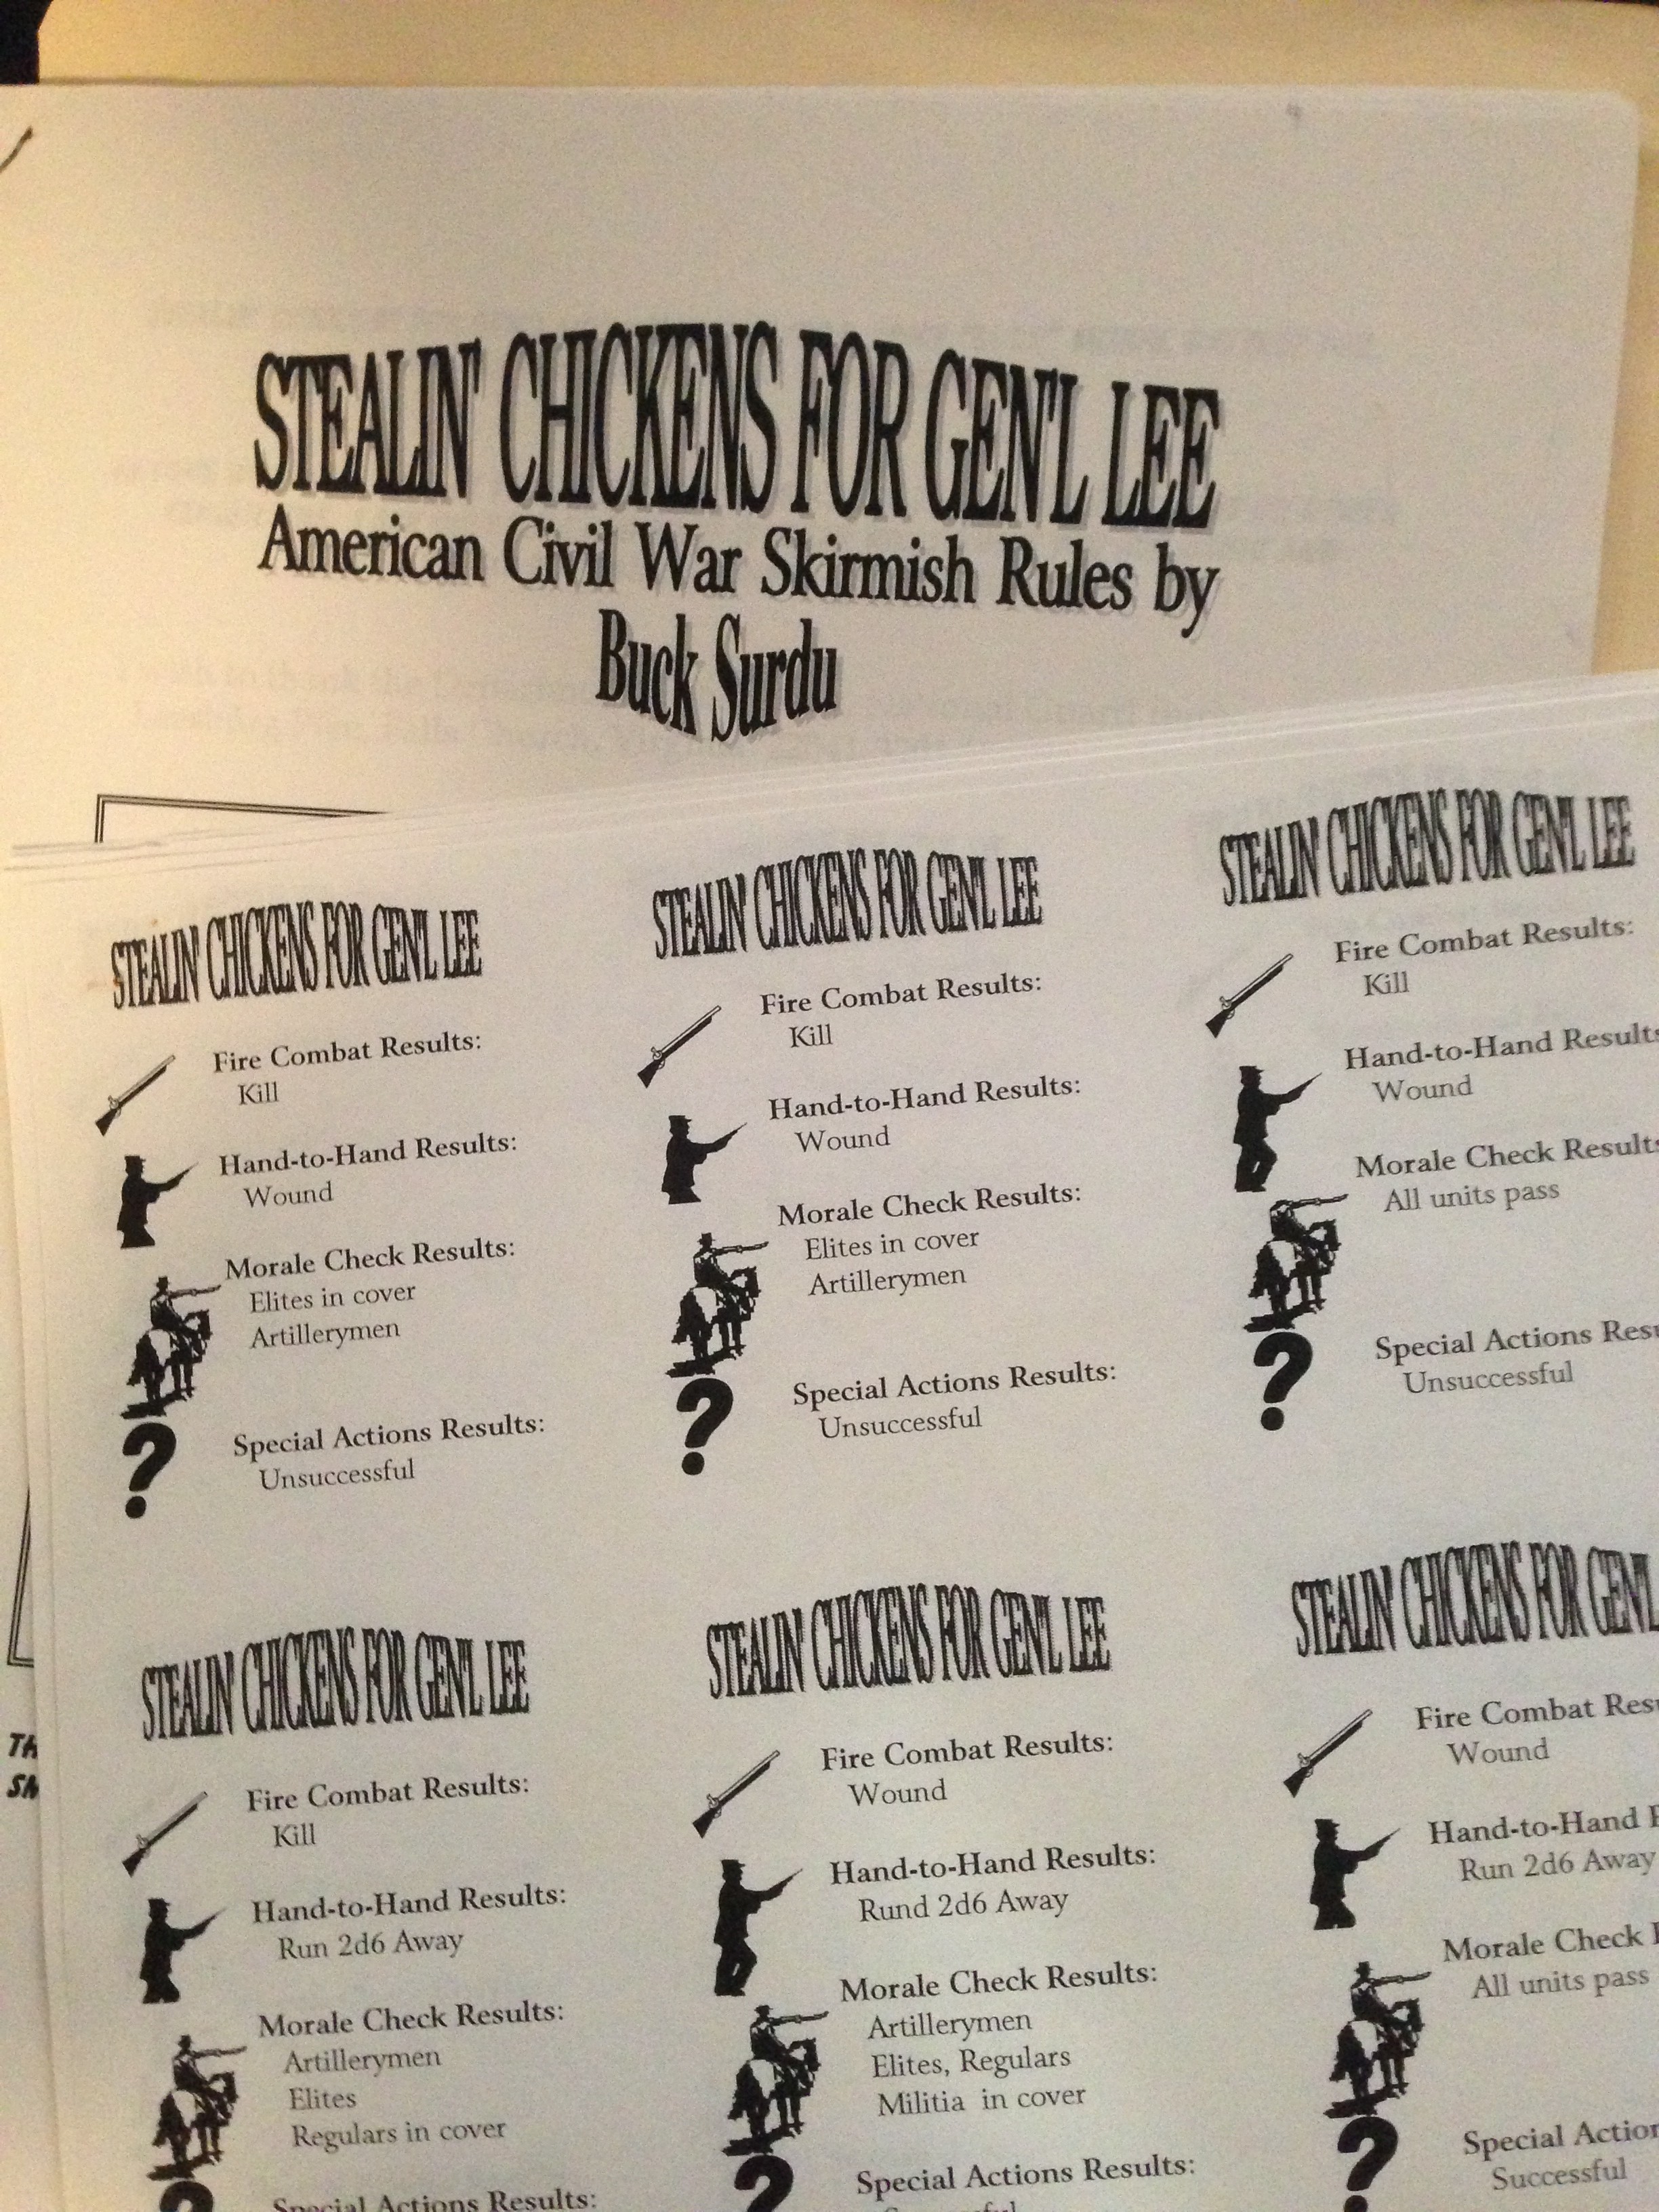 STEALIN' CHICKENS FOR GEN'L LEE
American Civil War Skirmish Rules by
Buck Surdu
STEALIN' CHICKENS FOR GEN'L LEE
Fire Combat Results:
Kill
Hand-to-Hand Results:
Wound
Morale Check Results:
Elites in cover
Artillerymen
Special Actions Results:
Unsuccessful
STEALIN' CHICKENS FOR GEN'L LEE
Fire Combat Results:
Kill
Hand-to-Hand Results:
Wound
Morale Check Results:
Elites in cover
Artillerymen
Special Actions Results:
Unsuccessful
STEALIN' CHICKENS FOR GEN'L LEE
Fire Combat Results:
Kill
Hand-to-Hand Results
Wound
Morale Check Results
All units pass
Special Actions
Unsuccessful
STEALIN' CHICKENS FOR GEN'L LEE
Fire Combat Results:
Kill
Hand-to-Hand Results:
Run 2d6 Away
Morale Check Results:
Artillerymen
Elites
Regulars in cover
Special Actions Results:
STEALIN' CHICKENS FOR GEN'L LEE
Fire Combat Results:
Wound
Hand-to-Hand Results:
Rund 2d6 Away
Morale Check Results:
Artillerymen
Elites, Regulars
Militia in cover
Special Actions Results:
STEALIN' CHICKENS FOR GEN'L
Fire Combat
Wound
Hand-to-Hand
Run 2d6 Away
Morale Check
All units pass
Special
Successful